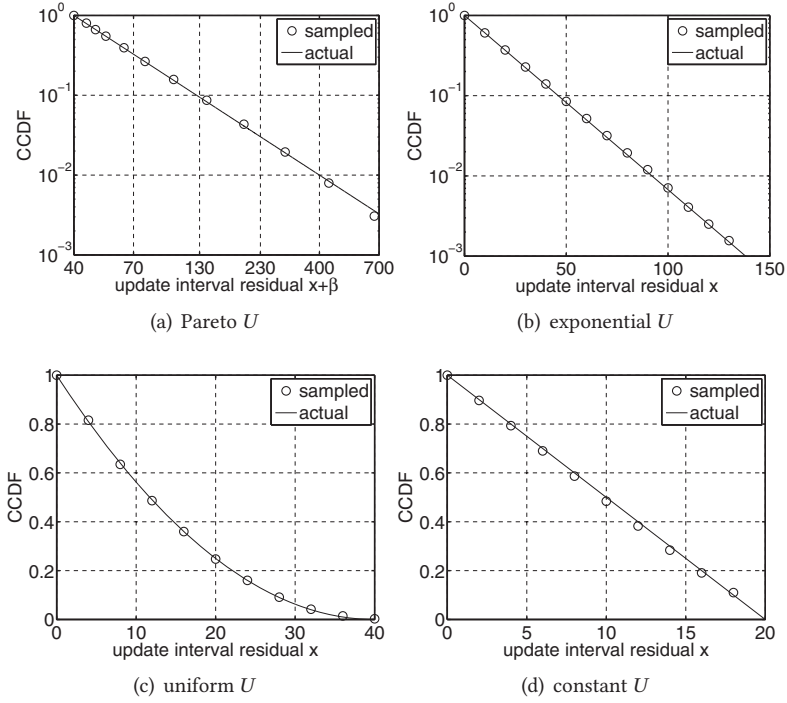 10^0
10^-1
10^-2
10^-3
CCDF
sampled
actual
40 70 130 230 400 700
update interval residual x+β
(a) Pareto U
10^0
10^-1
10^-2
10^-3
CCDF
sampled
actual
0 50 100 150
update interval residual x
(b) exponential U
1
0.8
0.6
0.4
0.2
0
CCDF
sampled
actual
0 10 20 30 40
update interval residual x
(c) uniform U
1
0.8
0.6
0.4
0.2
0
CCDF
sampled
actual
0 5 10 15 20
update interval residual x
(d) constant U